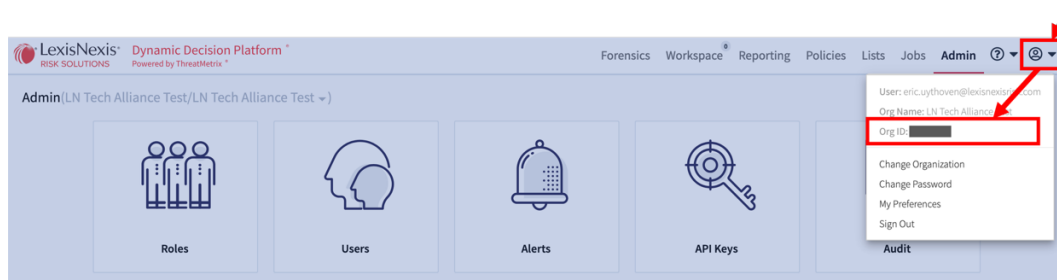 LexisNexis®
RISK SOLUTIONS
Dynamic Decision Platform
Powered by ThreatMetrix
Forensics Workspace 0 Reporting Policies Lists Jobs Admin
Admin(LN Tech Alliance Test/LN Tech Alliance Test)
User: eric.uythoven@lexisnexisrisk.com
Org Name: LN Tech Alliance Test
Org ID:
Change Organization
Change Password
My Preferences
Sign Out
Roles
Users
Alerts
API Keys
Audit